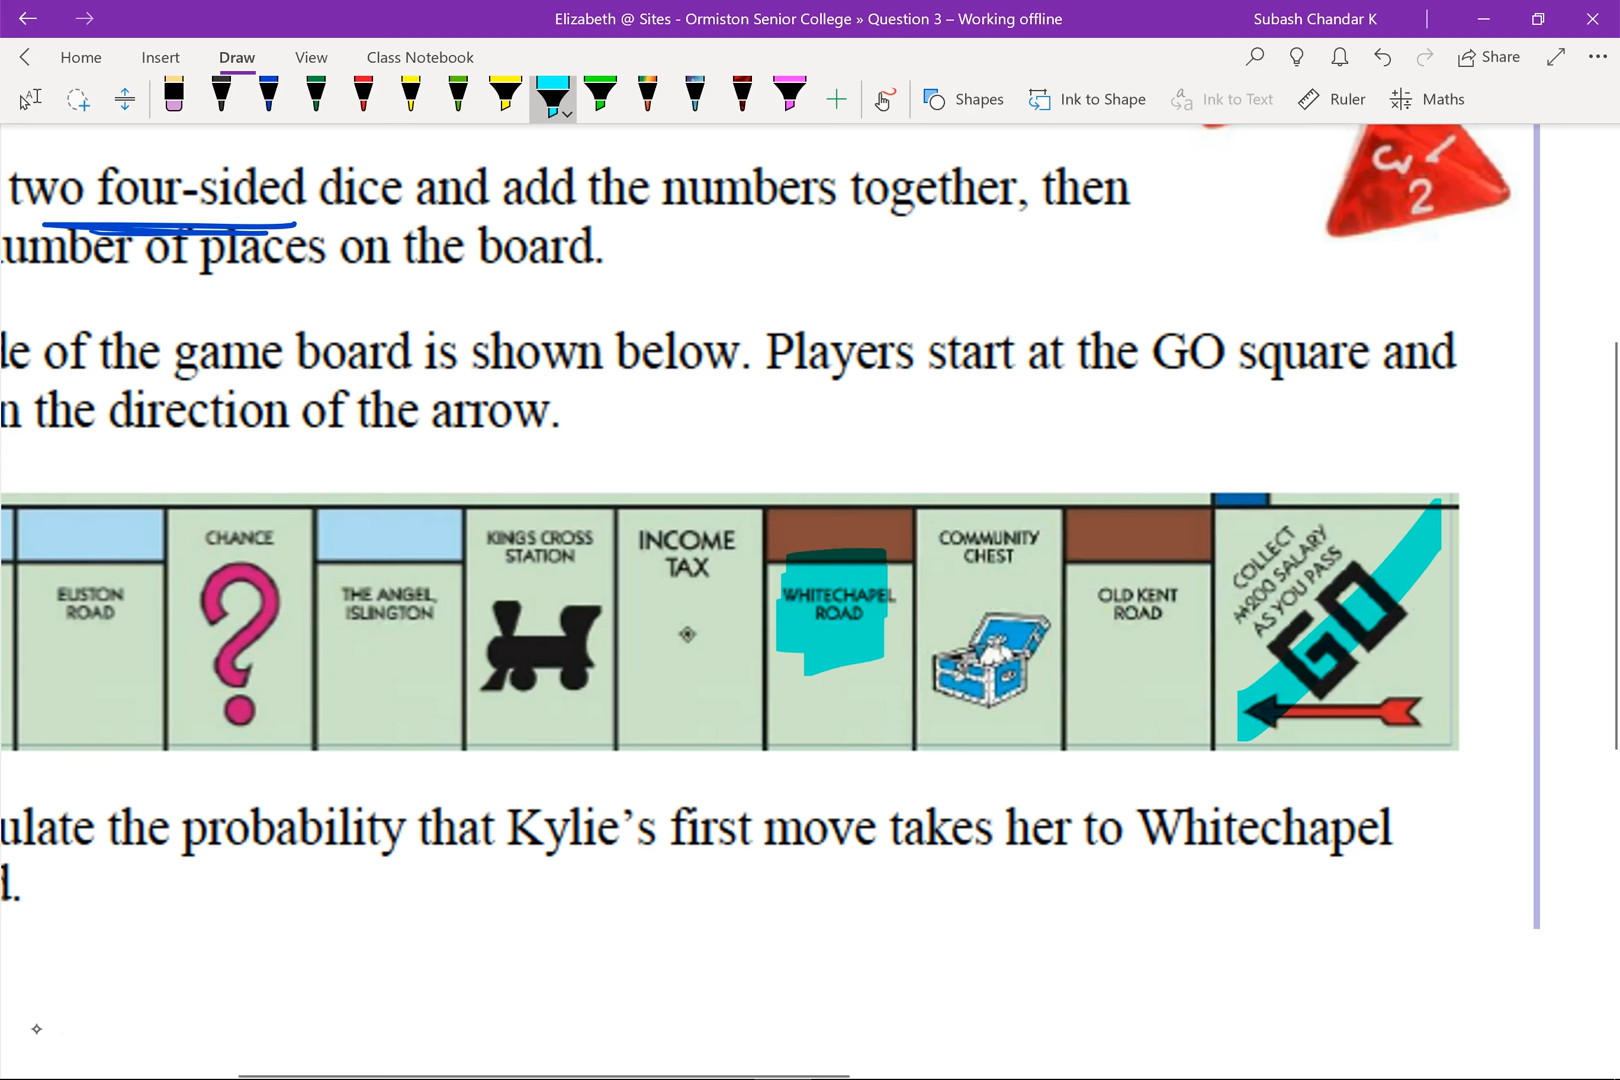 Elizabeth @ Sites - Ormiston Senior College » Question 3 – Working offline
Subash Chandar K
Home Insert Draw View Class Notebook
Share
Shapes Ink to Shape Ink to Text Ruler Maths
two four-sided dice and add the numbers together, then
umber of places on the board.
3 1
2
le of the game board is shown below. Players start at the GO square and
n the direction of the arrow.
EUSTON
ROAD
CHANCE
?
THE ANGEL,
ISLINGTON
KINGS CROSS
STATION
INCOME
TAX
WHITECHAPEL
ROAD
COMMUNITY
CHEST
OLD KENT
ROAD
COLLECT
₩200 SALARY
AS YOU PASS
GO
ulate the probability that Kylie’s first move takes her to Whitechapel
d.